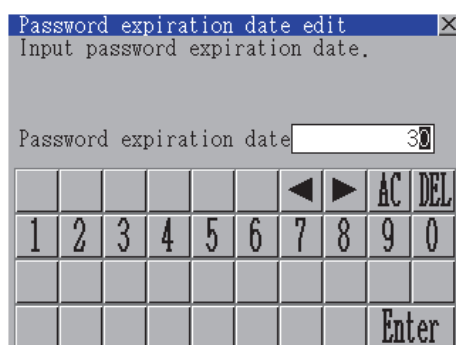 Password expiration date edit ×
Input password expiration date.
Password expiration date 30
◀ ▶ AC DEL
1 2 3 4 5 6 7 8 9 0
Enter